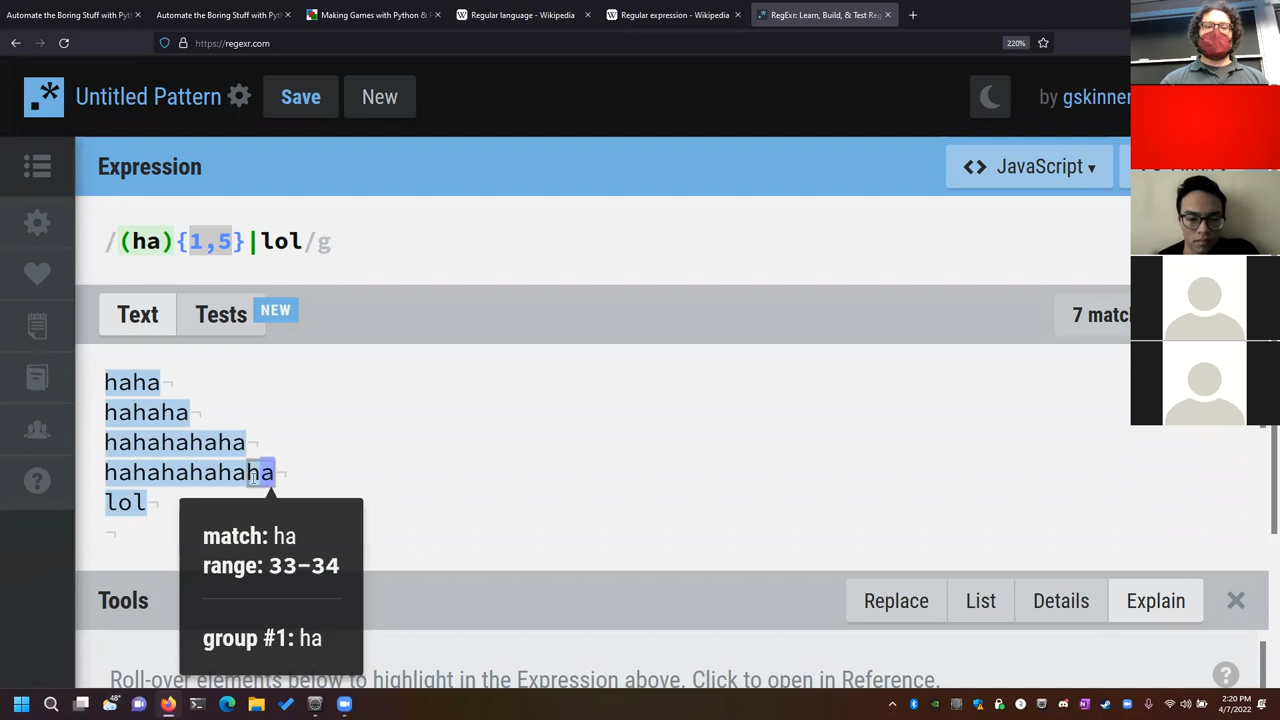 Automate the Boring Stuff with Pyth
Automate the Boring Stuff with Pyth
Making Games with Python & P
Regular language - Wikipedia
Regular expression - Wikipedia
RegExr: Learn, Build, & Test Reg
https://regexr.com
220%
.*
Untitled Pattern
Save
New
by gskinner
Expression
<> JavaScript
/(ha){1,5}|lol/g
Text
Tests
NEW
7 match
haha
hahaha
hahahahaha
hahahahahaha
lol
match: ha
range: 33–34
group #1: ha
Tools
Replace
List
Details
Explain
Roll-over elements below to highlight in the Expression above. Click to open in Reference.
48°
2:20 PM
4/7/2022